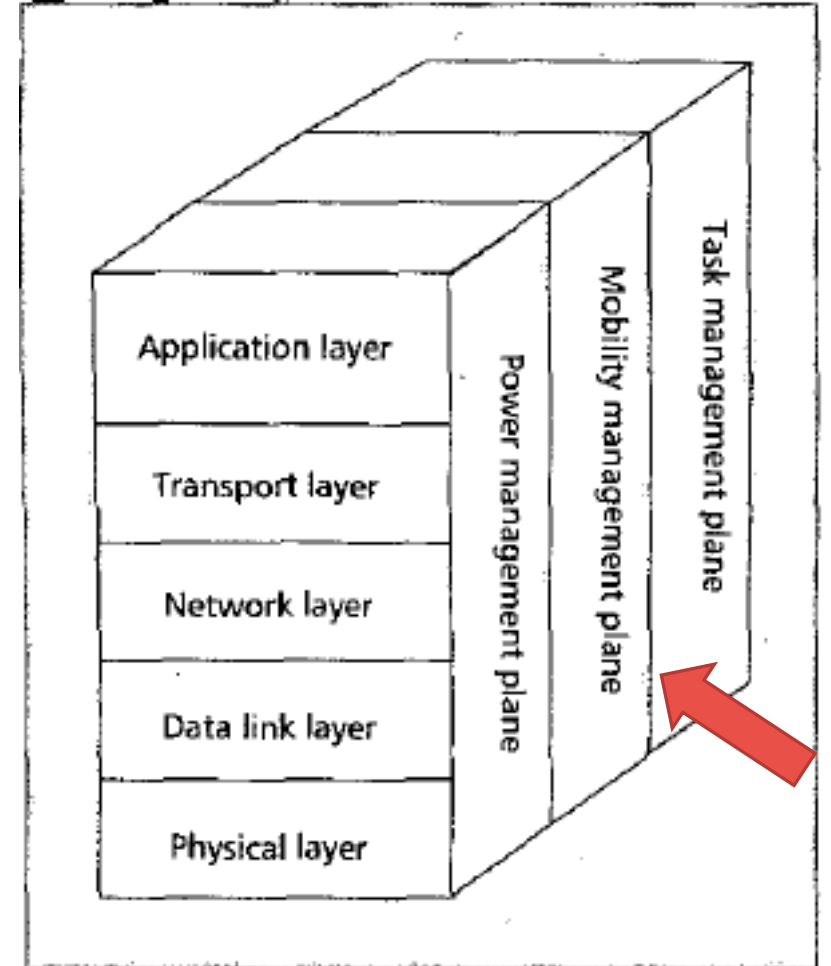 Application layer
Transport layer
Network layer
Data link layer
Physical layer
Power management plane
Mobility management plane
Task management plane